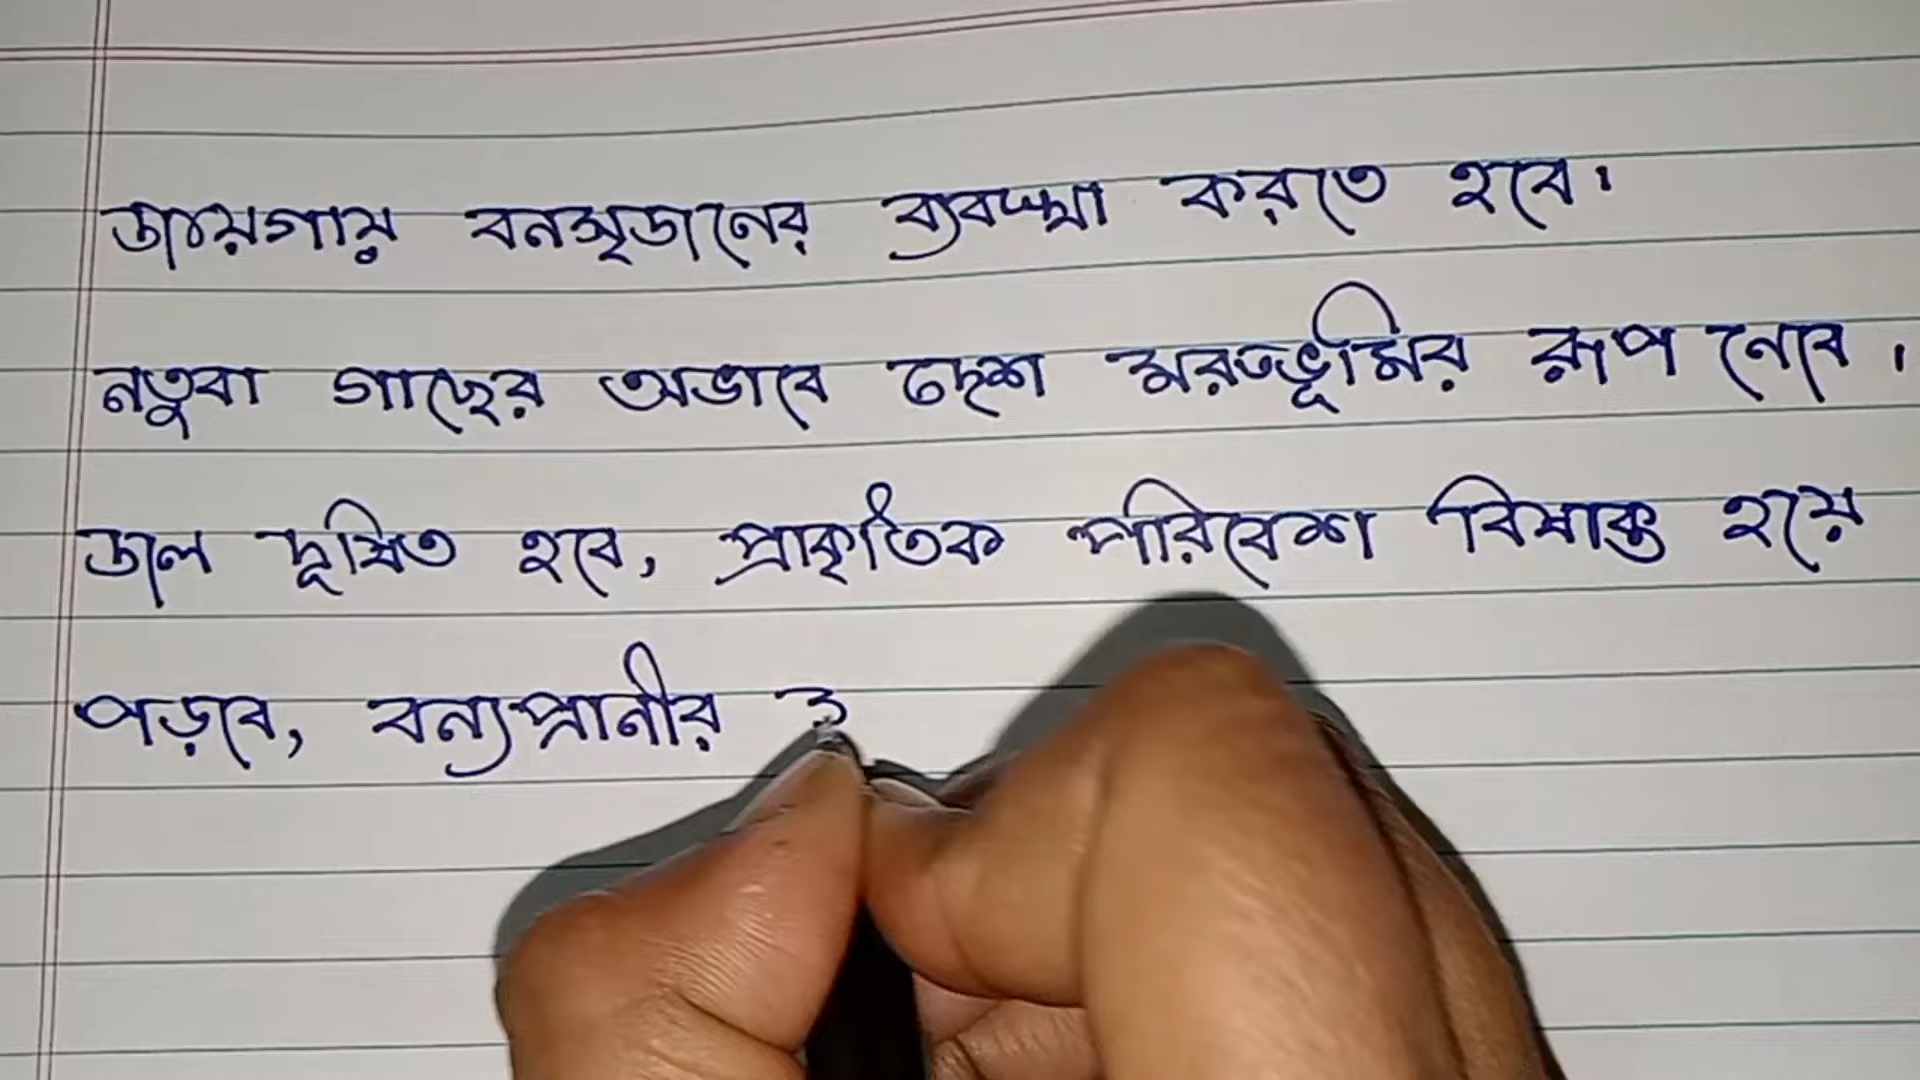 জায়গায় বনসৃজনের ব্যবস্থা করতে হবে।
নতুবা গাছের অভাবে দেশ মরুভূমির রূপ নেবে।
জল দূষিত হবে, প্রাকৃতিক পরিবেশ বিষাক্ত হয়ে
পড়বে, বন্যপ্রানীর